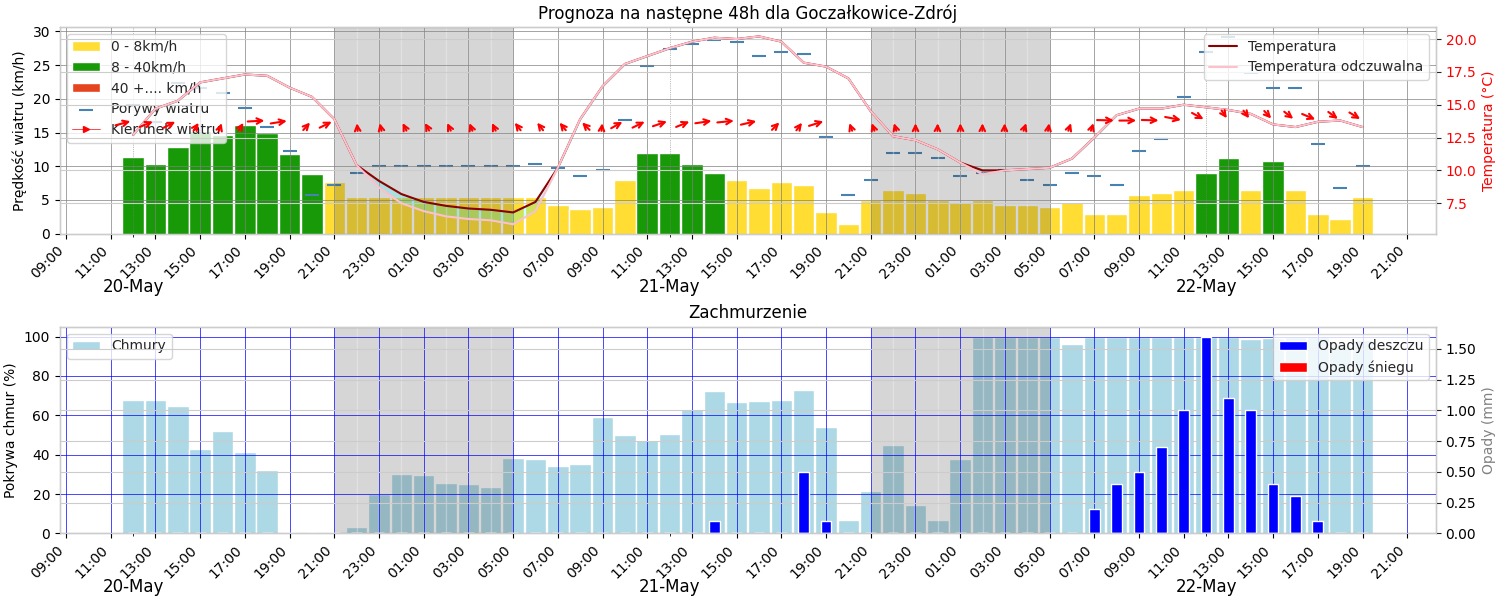 Prognoza na następne 48h dla Goczałkowice-Zdrój
Prędkość wiatru (km/h)
30
25
20
15
10
5
0
0 - 8km/h
8 - 40km/h
40 +.... km/h
Porywy wiatru
Kierunek wiatru
Temperatura
Temperatura odczuwalna
20.0
17.5
15.0
12.5
10.0
7.5
Temperatura (°C)
09:00 11:00 13:00 15:00 17:00 19:00 21:00 23:00 01:00 03:00 05:00 07:00 09:00 11:00 13:00 15:00 17:00 19:00 21:00 23:00 01:00 03:00 05:00 07:00 09:00 11:00 13:00 15:00 17:00 19:00 21:00
20-May 21-May 22-May
Zachmurzenie
Pokrywa chmur (%)
100
80
60
40
20
0
Chmury
Opady deszczu
Opady śniegu
1.50
1.25
1.00
0.75
0.50
0.25
0.00
Opady (mm)
09:00 11:00 13:00 15:00 17:00 19:00 21:00 23:00 01:00 03:00 05:00 07:00 09:00 11:00 13:00 15:00 17:00 19:00 21:00 23:00 01:00 03:00 05:00 07:00 09:00 11:00 13:00 15:00 17:00 19:00 21:00
20-May 21-May 22-May